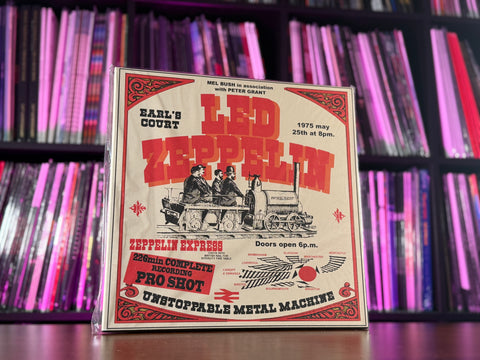 MEL BUSH in association
with PETER GRANT
EARL'S
COURT
LED
ZEPPELIN
1975 may
25th at 8pm.
ZEPPELIN EXPRESS
Doors open 6p.m.
226min COMPLETE
RECORDING
PRO SHOT
UNSTOPPABLE METAL MACHINE